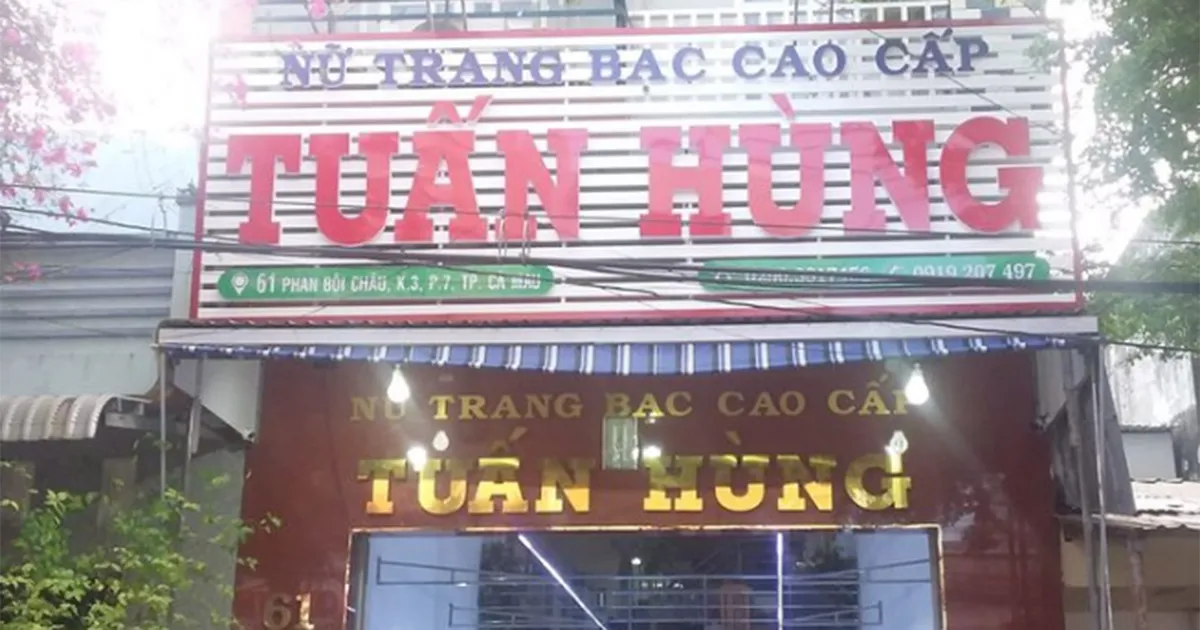 NỮ TRANG BẠC CAO CẤP
TUẤN HÙNG
61 PHAN BỘI CHÂU, K.3, P.7, TP. CÀ MAU
0919 207 497
NỮ TRANG BẠC CAO CẤP
TUẤN HÙNG
61